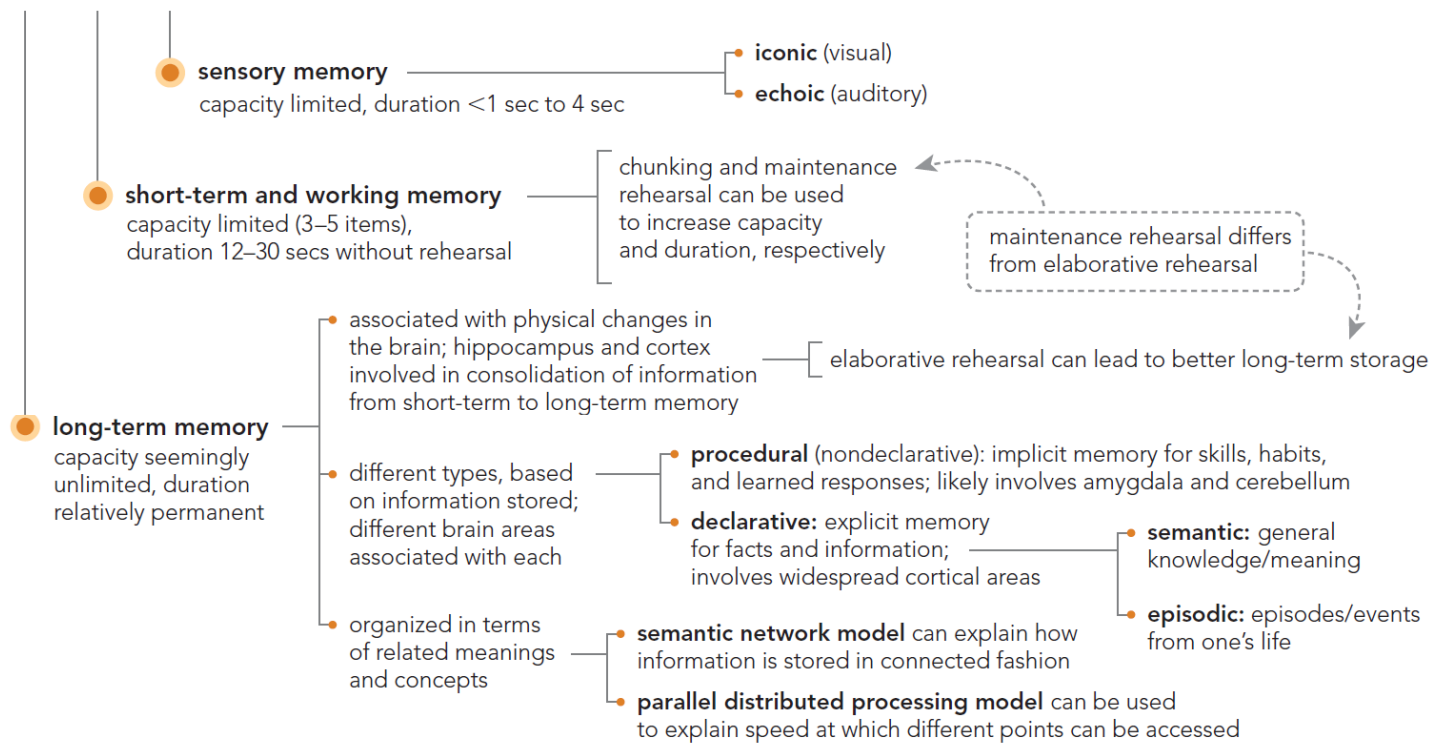 sensory memory
capacity limited, duration <1 sec to 4 sec
iconic (visual)
echoic (auditory)
short-term and working memory
capacity limited (3–5 items),
duration 12–30 secs without rehearsal
chunking and maintenance
rehearsal can be used
to increase capacity
and duration, respectively
maintenance rehearsal differs
from elaborative rehearsal
long-term memory
capacity seemingly
unlimited, duration
relatively permanent
associated with physical changes in
the brain; hippocampus and cortex
involved in consolidation of information
from short-term to long-term memory
elaborative rehearsal can lead to better long-term storage
different types, based
on information stored;
different brain areas
associated with each
procedural (nondeclarative): implicit memory for skills, habits,
and learned responses; likely involves amygdala and cerebellum
declarative: explicit memory
for facts and information;
involves widespread cortical areas
semantic: general
knowledge/meaning
episodic: episodes/events
from one’s life
organized in terms
of related meanings
and concepts
semantic network model can explain how
information is stored in connected fashion
parallel distributed processing model can be used
to explain speed at which different points can be accessed